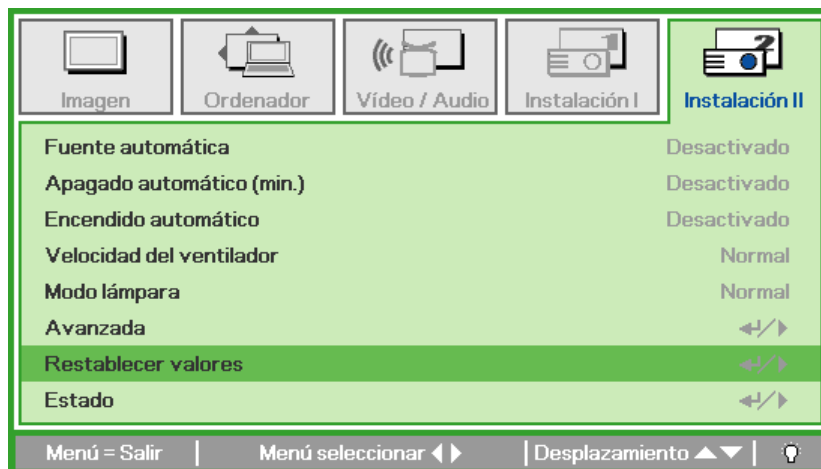 Imagen Ordenador Vídeo / Audio Instalación I Instalación II
Fuente automática Desactivado
Apagado automático (min.) Desactivado
Encendido automático Desactivado
Velocidad del ventilador Normal
Modo lámpara Normal
Avanzada
Restablecer valores
Estado
Menú = Salir Menú seleccionar Desplazamiento